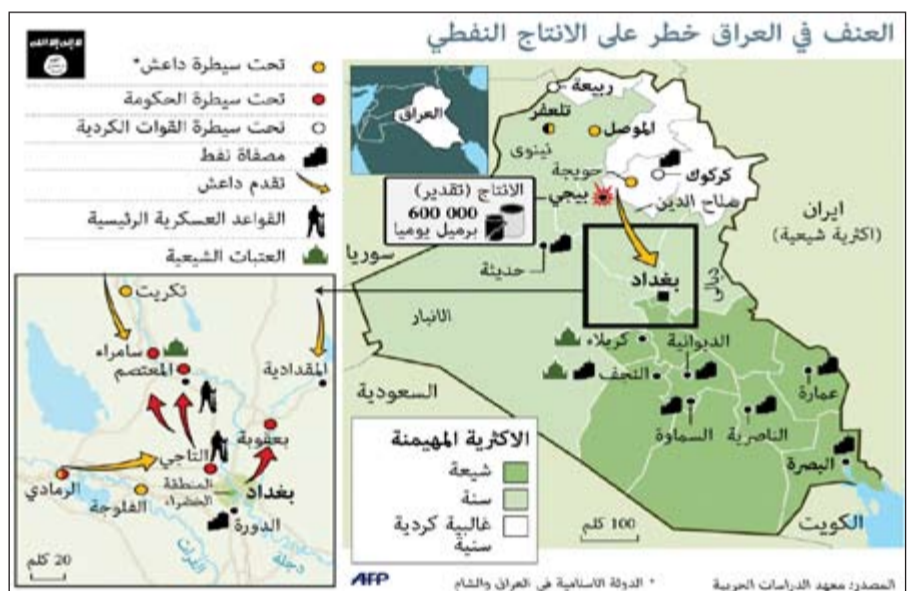 العنف في العراق خطر على الانتاج النفطي
تحت سيطرة داعش*
تحت سيطرة الحكومة
تحت سيطرة القوات الكردية
مصفاة نفط
تقدم داعش
القواعد العسكرية الرئيسية
العتبات الشيعية
العراق
ربيعة
تلعفر
الموصل
نينوى
حويجة
كركوك
بيجي
صلاح الدين
الانتاج (تقدير)
600 000
برميل يوميا
ايران
(اكثرية شيعية)
سوريا
حديثة
بغداد
ديالى
الانبار
كربلاء
الديوانية
النجف
عمارة
السعودية
السماوة
الناصرية
البصرة
الكويت
100 كلم
الاكثرية المهيمنة
شيعة
سنة
غالبية كردية
سنية
تكريت
سامراء
المعتصم
المقدادية
بعقوبة
التاجي
الرمادي
الفلوجة
المنطقة
الخضراء
بغداد
الدورة
الفرات
دجلة
20 كلم
المصدر: معهد الدراسات الحربية
* الدولة الاسلامية في العراق والشام
AFP